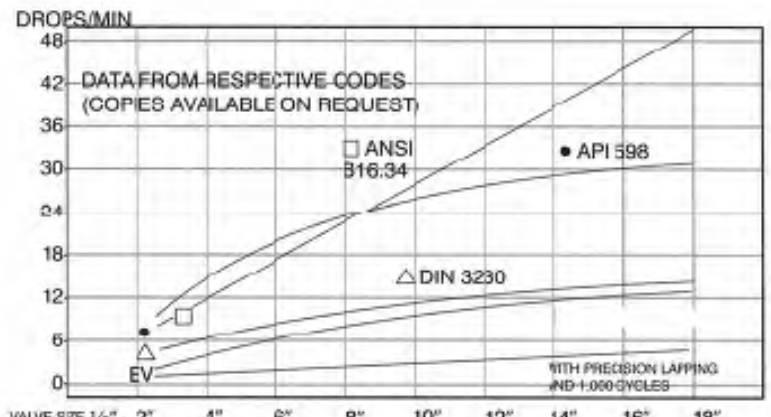 DROPS/MIN
48
42
DATA FROM RESPECTIVE CODES
(COPIES AVAILABLE ON REQUEST)
36
□ ANSI
B16.34
● API 598
30
24
18
△ DIN 3230
12
6
EV
0
WITH PRECISION LAPPING
AND 1,000 CYCLES
VALVE SIZE 1/2" 2" 4" 6" 8" 10" 12" 14" 16" 18"